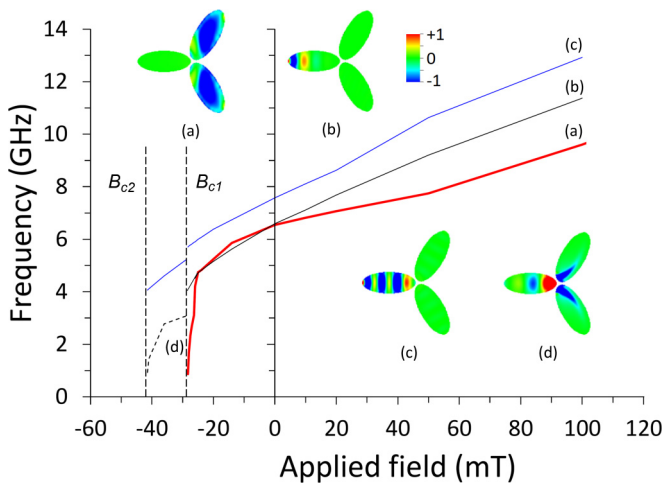 14
12
10
8
6
4
2
0
Frequency (GHz)
-60
-40
-20
0
20
40
60
80
100
120
Applied field (mT)
(a)
(b)
+1
0
-1
(c)
(b)
(a)
Bc2
Bc1
(d)
(c)
(d)